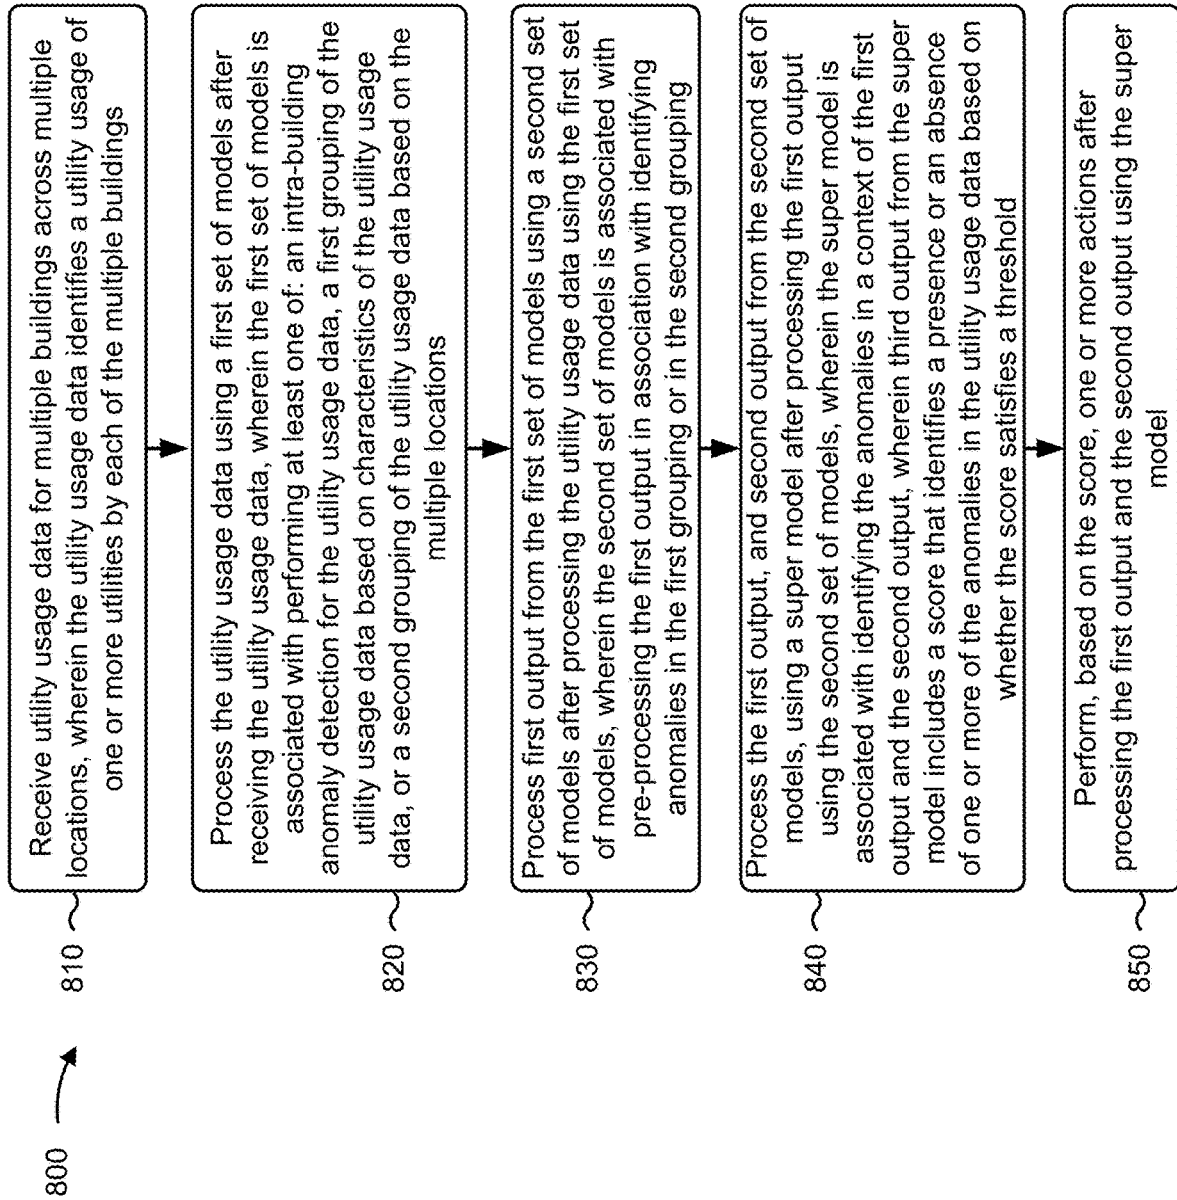 800
810
Receive utility usage data for multiple buildings across multiple
locations, wherein the utility usage data identifies a utility usage of
one or more utilities by each of the multiple buildings
820
Process the utility usage data using a first set of models after
receiving the utility usage data, wherein the first set of models is
associated with performing at least one of: an intra-building
anomaly detection for the utility usage data, a first grouping of the
utility usage data based on characteristics of the utility usage
data, or a second grouping of the utility usage data based on the
multiple locations
830
Process first output from the first set of models using a second set
of models after processing the utility usage data using the first set
of models, wherein the second set of models is associated with
pre-processing the first output in association with identifying
anomalies in the first grouping or in the second grouping
840
Process the first output, and second output from the second set of
models, using a super model after processing the first output
using the second set of models, wherein the super model is
associated with identifying the anomalies in a context of the first
output and the second output, wherein third output from the super
model includes a score that identifies a presence or an absence
of one or more of the anomalies in the utility usage data based on
whether the score satisfies a threshold
850
Perform, based on the score, one or more actions after
processing the first output and the second output using the super
model